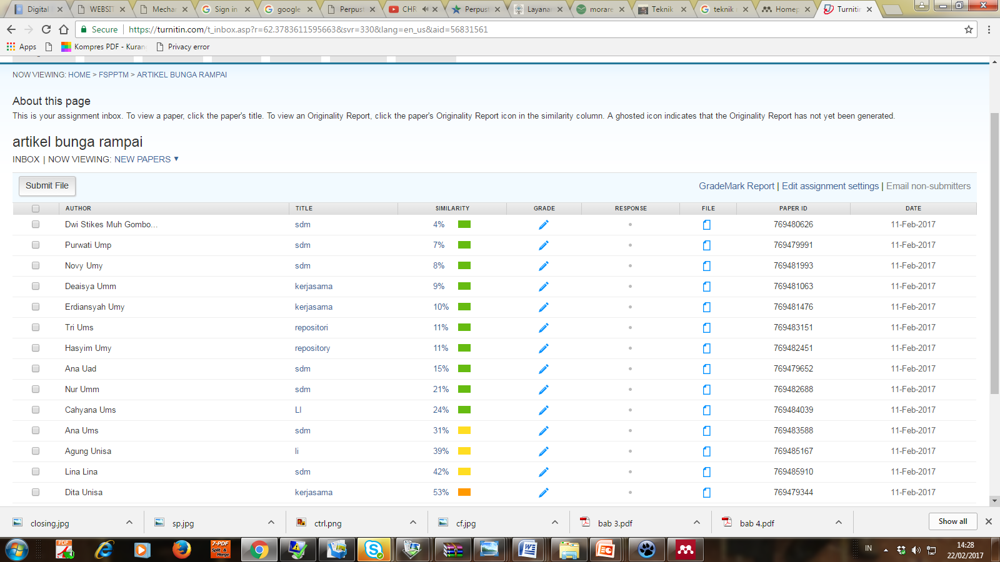 Digital WEBSIT Mechar Sign in google Perpust CHR Perpust Layana morare Teknik teknik Homep Turnitin
Secure https://turnitin.com/t_inbox.asp?r=62.3783611595663&svr=330&lang=en_us&aid=56831561
Apps Kompres PDF - Kuran Privacy error
NOW VIEWING: HOME > FSPPTM > ARTIKEL BUNGA RAMPAI
About this page
This is your assignment inbox. To view a paper, click the paper's title. To view an Originality Report, click the paper's Originality Report icon in the similarity column. A ghosted icon indicates that the Originality Report has not yet been generated.
artikel bunga rampai
INBOX | NOW VIEWING: NEW PAPERS ▼
Submit File GradeMark Report | Edit assignment settings | Email non-submitters
AUTHOR TITLE SIMILARITY GRADE RESPONSE FILE PAPER ID DATE
Dwi Stikes Muh Gombo... sdm 4% 769480626 11-Feb-2017
Purwati Ump sdm 7% 769479991 11-Feb-2017
Novy Umy sdm 8% 769481993 11-Feb-2017
Deaisya Umm kerjasama 9% 769481063 11-Feb-2017
Erdiansyah Umy kerjasama 10% 769481476 11-Feb-2017
Tri Ums repositori 11% 769483151 11-Feb-2017
Hasyim Umy repository 11% 769482451 11-Feb-2017
Ana Uad sdm 15% 769479652 11-Feb-2017
Nur Umm sdm 21% 769482688 11-Feb-2017
Cahyana Ums LI 24% 769484039 11-Feb-2017
Ana Ums sdm 31% 769483588 11-Feb-2017
Agung Unisa li 39% 769485167 11-Feb-2017
Lina Lina sdm 42% 769485910 11-Feb-2017
Dita Unisa kerjasama 53% 769479344 11-Feb-2017
closing.jpg sp.jpg ctrl.png cf.jpg bab 3.pdf bab 4.pdf Show all
PDF 7-PDF Split & Merge IN 14:28
22/02/2017